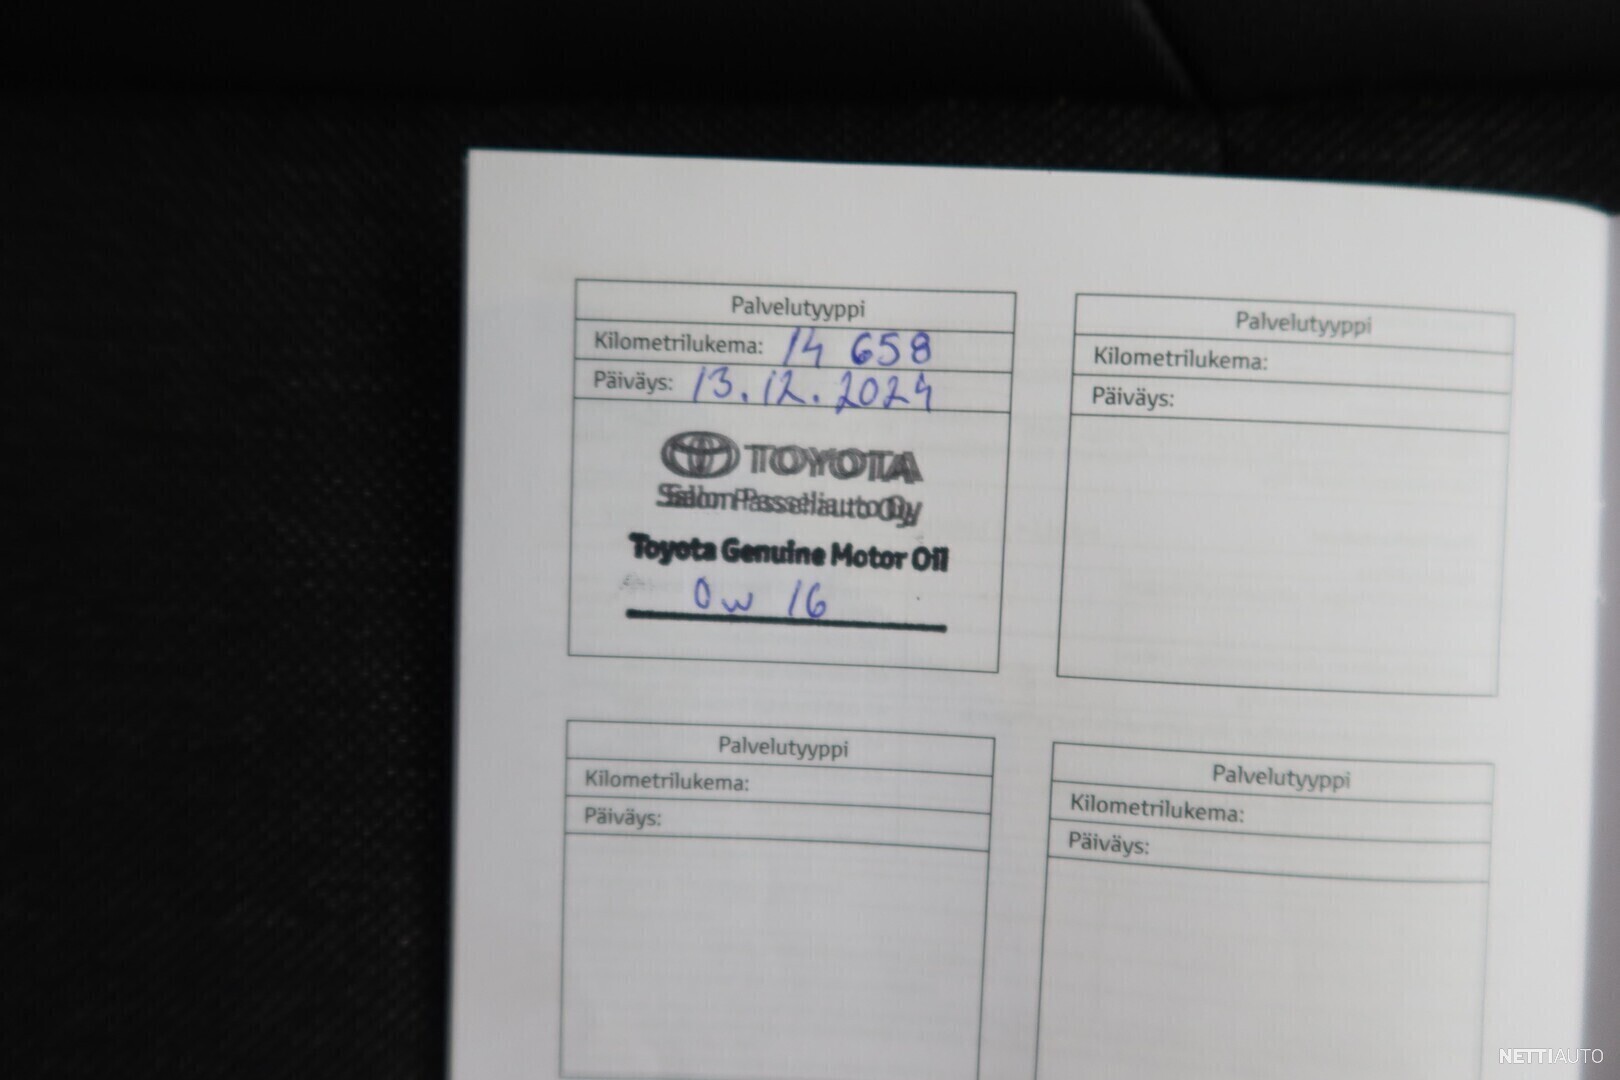 Palvelutyyppi
Kilometrilukema: 14 658
Päiväys: 13.12.2024
TOYOTA
Salon Passeliauto Oy
Toyota Genuine Motor Oil
0w 16
Palvelutyyppi
Kilometrilukema:
Päiväys:
Palvelutyyppi
Kilometrilukema:
Päiväys:
Palvelutyyppi
Kilometrilukema:
Päiväys:
NETTIAUTO